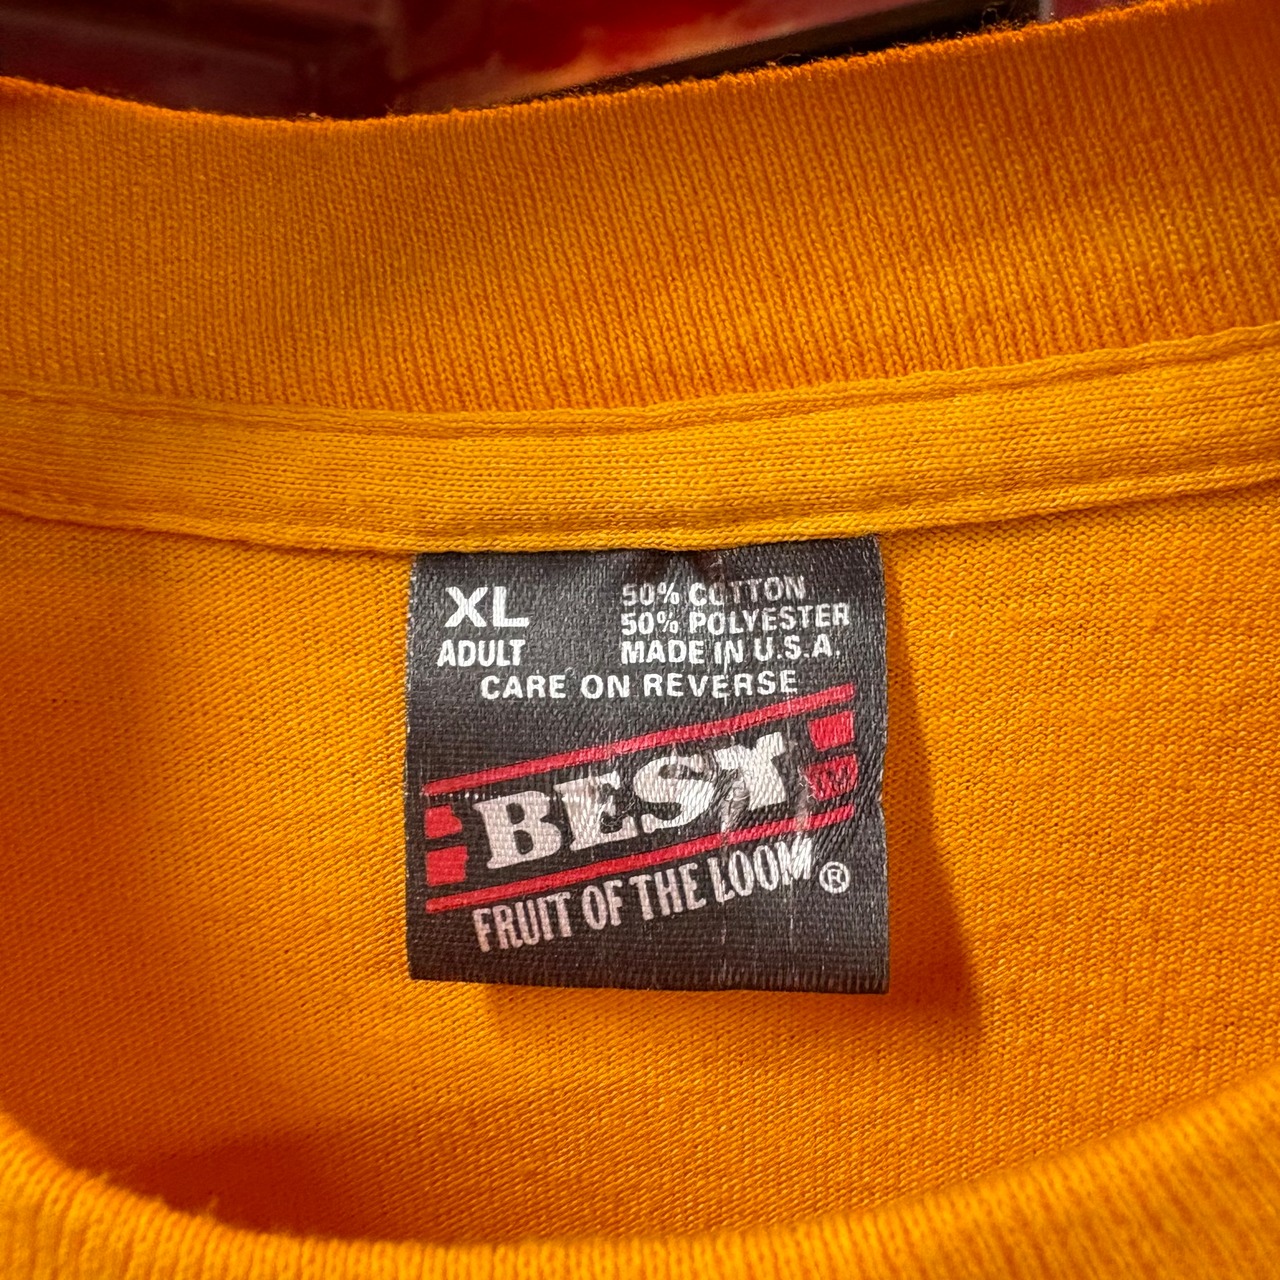 XL
ADULT
50% COTTON
50% POLYESTER
MADE IN U.S.A.
CARE ON REVERSE
BEST
FRUIT OF THE LOOM ®